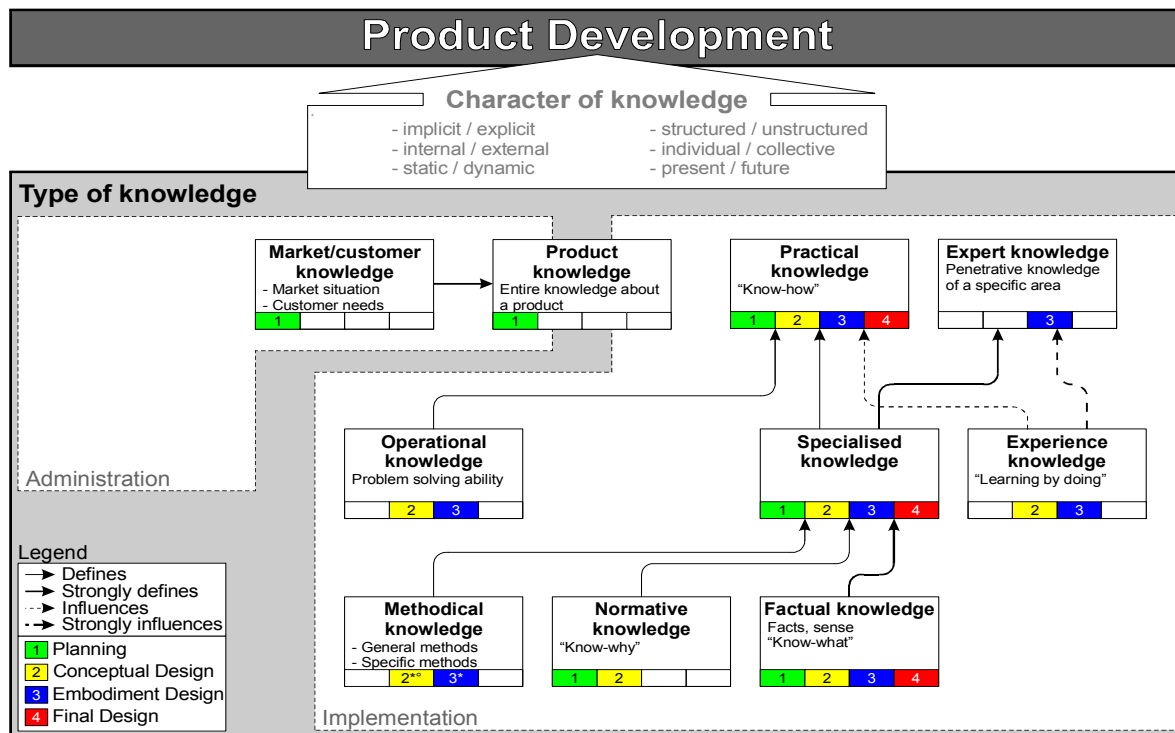 Product Development
Character of knowledge
- implicit / explicit
- internal / external
- static / dynamic
- structured / unstructured
- individual / collective
- present / future
Type of knowledge
Market/customer
knowledge
- Market situation
- Customer needs
1
Product
knowledge
Entire knowledge about
a product
1
Practical
knowledge
“Know-how”
1 2 3 4
Expert knowledge
Penetrative knowledge
of a specific area
3
Operational
knowledge
Problem solving ability
2 3
Specialised
knowledge
1 2 3 4
Experience
knowledge
“Learning by doing”
2 3
Administration
Methodical
knowledge
- General methods
- Specific methods
2*° 3*
Normative
knowledge
“Know-why”
1 2
Factual knowledge
Facts, sense
“Know-what”
1 2 3 4
Implementation
Legend
Defines
Strongly defines
Influences
Strongly influences
1 Planning
2 Conceptual Design
3 Embodiment Design
4 Final Design